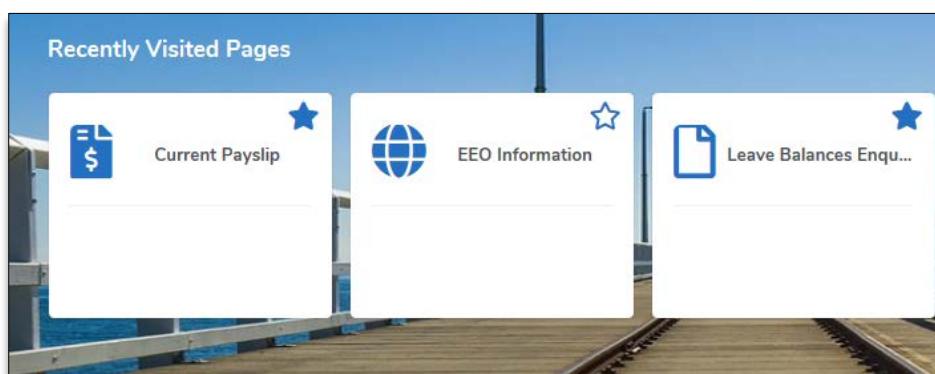 Recently Visited Pages
$
Current Payslip
EEO Information
Leave Balances Enqu...